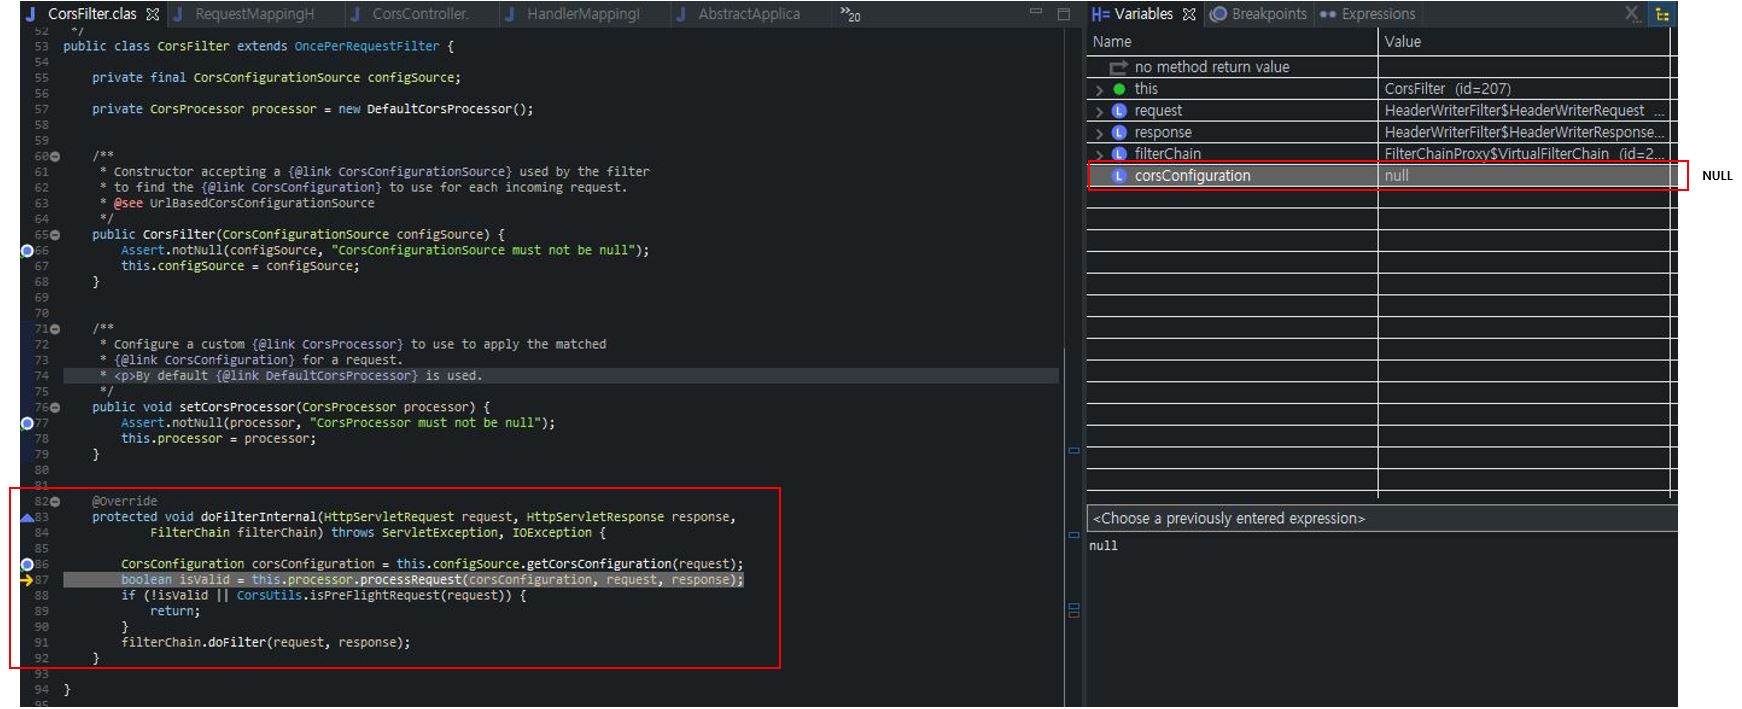 CorsFilter.clas RequestMappingH CorsController. HandlerMappingI AbstractApplica »20
52 */
53 public class CorsFilter extends OncePerRequestFilter {
54
55 private final CorsConfigurationSource configSource;
56
57 private CorsProcessor processor = new DefaultCorsProcessor();
58
59
60 /**
61 * Constructor accepting a {@link CorsConfigurationSource} used by the filter
62 * to find the {@link CorsConfiguration} to use for each incoming request.
63 * @see UrlBasedCorsConfigurationSource
64 */
65 public CorsFilter(CorsConfigurationSource configSource) {
66 Assert.notNull(configSource, "CorsConfigurationSource must not be null");
67 this.configSource = configSource;
68 }
69
70
71 /**
72 * Configure a custom {@link CorsProcessor} to use to apply the matched
73 * {@link CorsConfiguration} for a request.
74 * <p>By default {@link DefaultCorsProcessor} is used.
75 */
76 public void setCorsProcessor(CorsProcessor processor) {
77 Assert.notNull(processor, "CorsProcessor must not be null");
78 this.processor = processor;
79 }
80
81
82 @Override
83 protected void doFilterInternal(HttpServletRequest request, HttpServletResponse response,
84 FilterChain filterChain) throws ServletException, IOException {
85
86 CorsConfiguration corsConfiguration = this.configSource.getCorsConfiguration(request);
87 boolean isValid = this.processor.processRequest(corsConfiguration, request, response);
88 if (!isValid || CorsUtils.isPreFlightRequest(request)) {
89 return;
90 }
91 filterChain.doFilter(request, response);
92 }
93
94 }
95
Variables Breakpoints Expressions
Name Value
no method return value
this CorsFilter (id=207)
request HeaderWriterFilter$HeaderWriterRequest ...
response HeaderWriterFilter$HeaderWriterResponse...
filterChain FilterChainProxy$VirtualFilterChain (id=2...
corsConfiguration null
NULL
<Choose a previously entered expression>
null